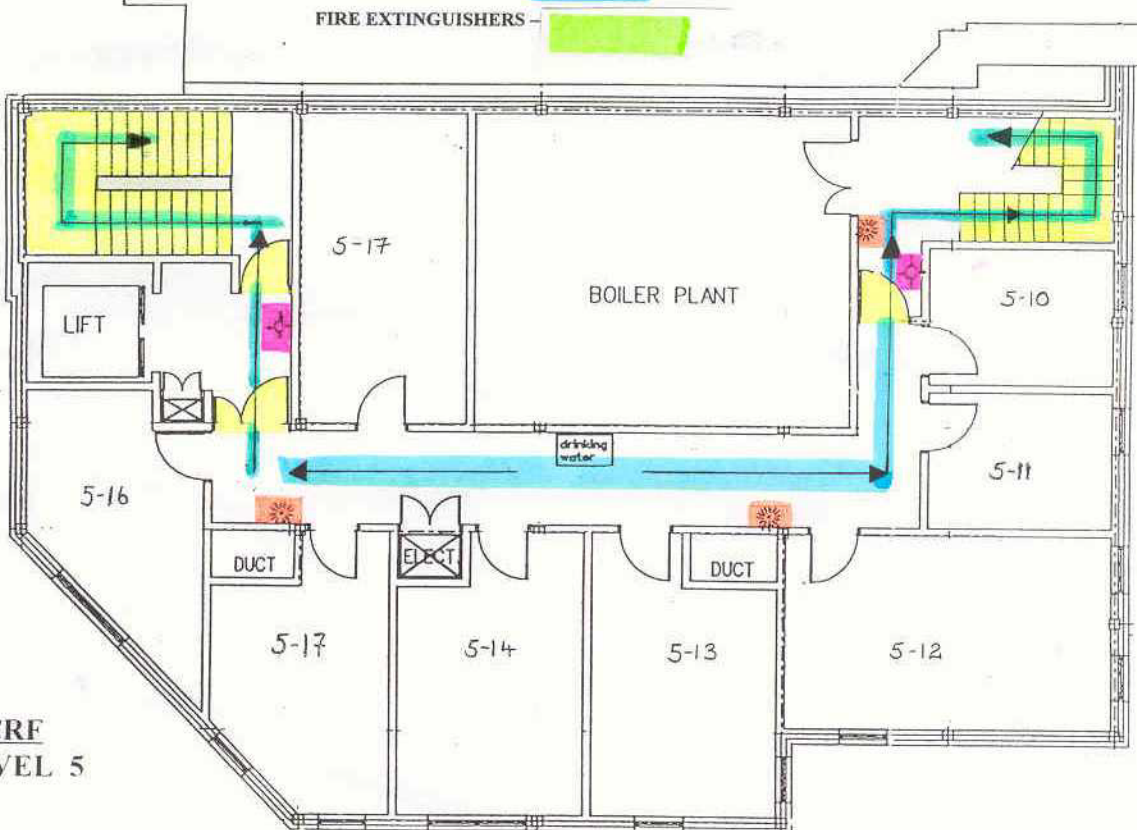 FIRE EXTINGUISHERS -
5-17
BOILER PLANT
5-10
LIFT
drinking
water
5-11
5-16
DUCT
ELECT
DUCT
5-17
5-14
5-13
5-12
RF
VEL 5